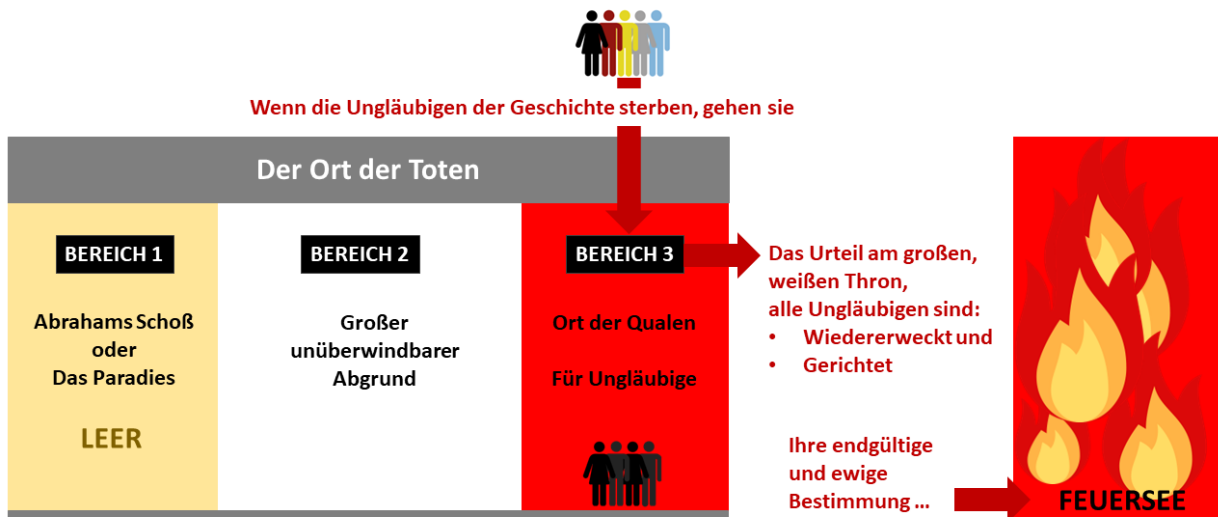 Wenn die Ungläubigen der Geschichte sterben, gehen sie
Der Ort der Toten
BEREICH 1
Abrahams Schoß
oder
Das Paradies
LEER
BEREICH 2
Großer
unüberwindbarer
Abgrund
BEREICH 3
Ort der Qualen
Für Ungläubige
Das Urteil am großen,
weißen Thron,
alle Ungläubigen sind:
• Wiedererweckt und
• Gerichtet
Ihre endgültige
und ewige
Bestimmung ...
FEUERSEE